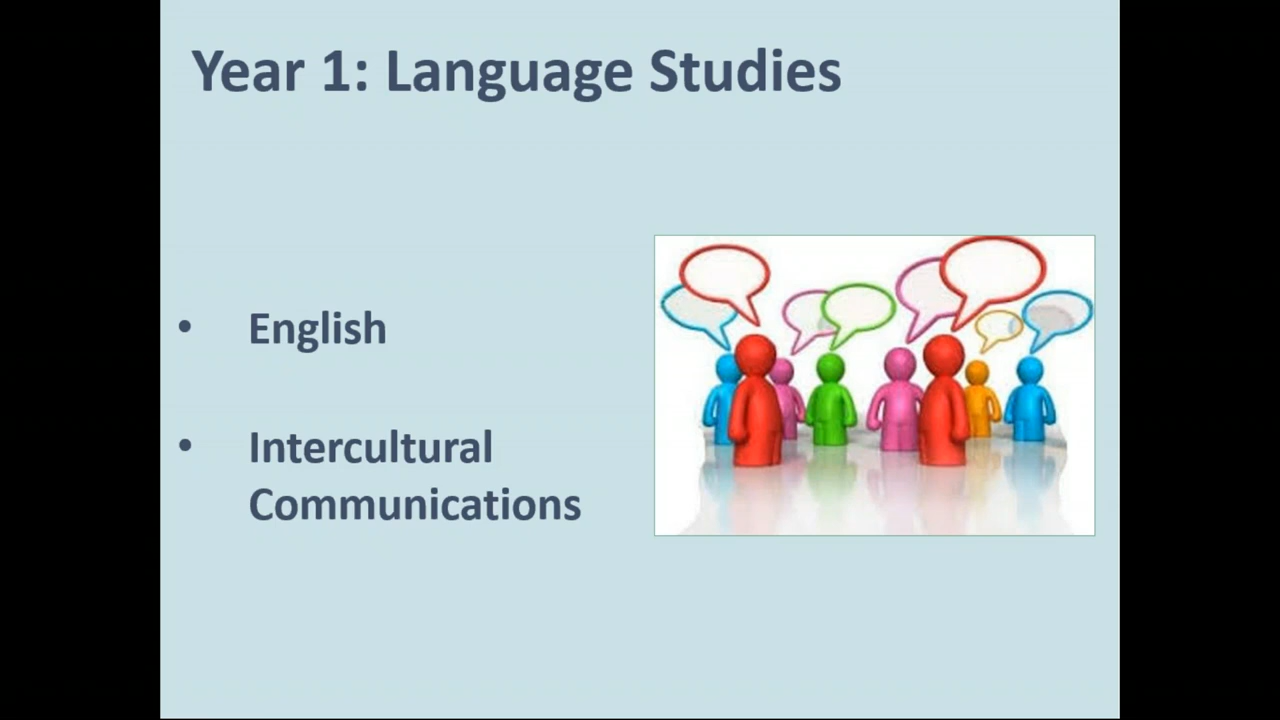 Year 1: Language Studies
• English
• Intercultural
Communications